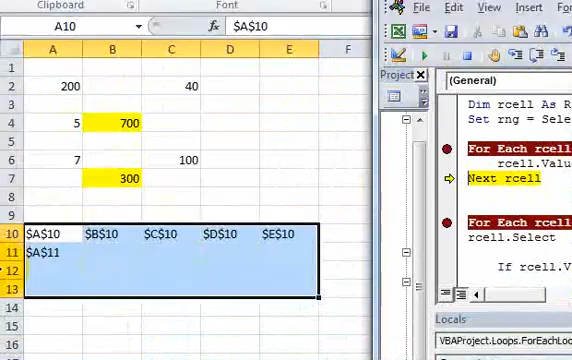 Clipboard
Font
A10
fx
$A$10
A B C D E F
1
2 200 40
3
4 5 700
5
6 7 100
7 300
8
9
10 $A$10 $B$10 $C$10 $D$10 $E$10
11 $A$11
12
13
14
15
16
File Edit View Insert
Project
(General)
Dim rcell As R
Set rng = Sele
For Each rcell
rcell.Valu
Next rcell
For Each rcell
rcell.Select
If rcell.V
Locals
VBAProject.Loops.ForEachLoo